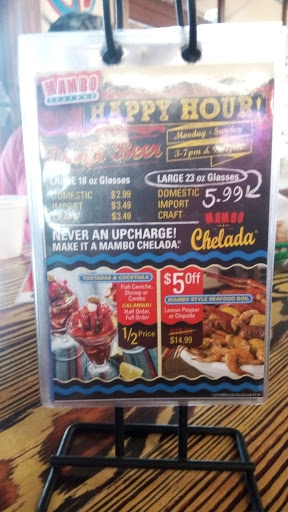 MAMBO
SEAFOOD
HAPPY HOUR!
Beer
Monday - Sunday
3-7pm &
LARGE 18 oz Glasses
DOMESTIC $2.99
IMPORT $3.49
CRAFT $3.49
LARGE 23 oz Glasses
DOMESTIC
IMPORT
CRAFT
5.99
NEVER AN UPCHARGE!
MAKE IT A MAMBO CHELADA.
MAMBO
Chelada
TOSTADAS & COCKTAILS
Fish Ceviche,
Shrimp or
Combo
CALAMARI
Half Order,
Full Order
1/2 Price
$5 Off
MAMBO STYLE SEAFOOD BOIL
Lemon Pepper
or Chipotle
$14.99